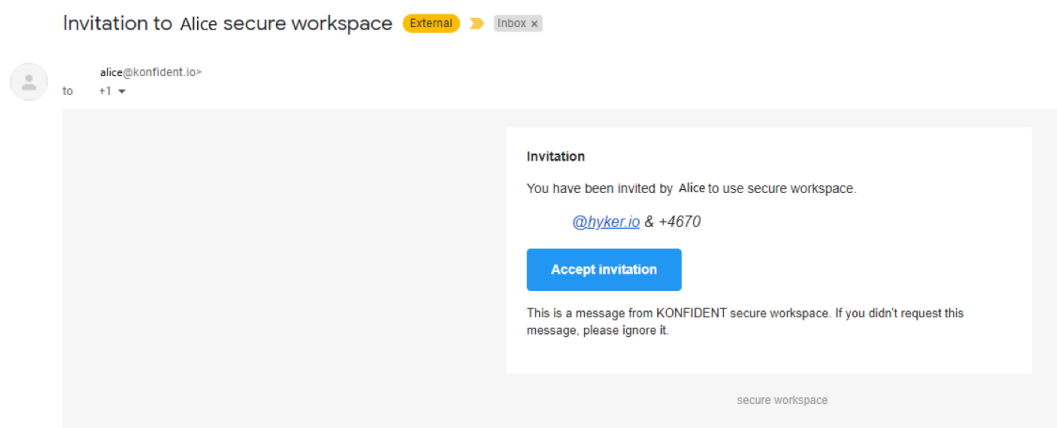 Invitation to Alice secure workspace External Inbox ×
alice@konfident.io>
to +1
Invitation
You have been invited by Alice to use secure workspace.
@hyker.io & +4670
Accept invitation
This is a message from KONFIDENT secure workspace. If you didn't request this
message, please ignore it.
secure workspace